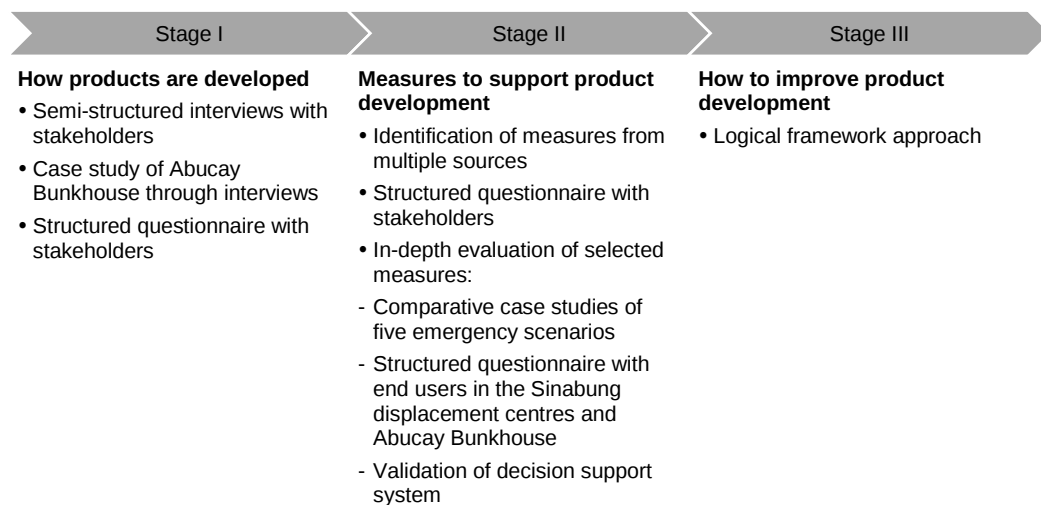 Stage I
Stage II
Stage III
How products are developed
• Semi-structured interviews with
stakeholders
• Case study of Abucay
Bunkhouse through interviews
• Structured questionnaire with
stakeholders
Measures to support product
development
• Identification of measures from
multiple sources
• Structured questionnaire with
stakeholders
• In-depth evaluation of selected
measures:
- Comparative case studies of
five emergency scenarios
- Structured questionnaire with
end users in the Sinabung
displacement centres and
Abucay Bunkhouse
- Validation of decision support
system
How to improve product
development
• Logical framework approach